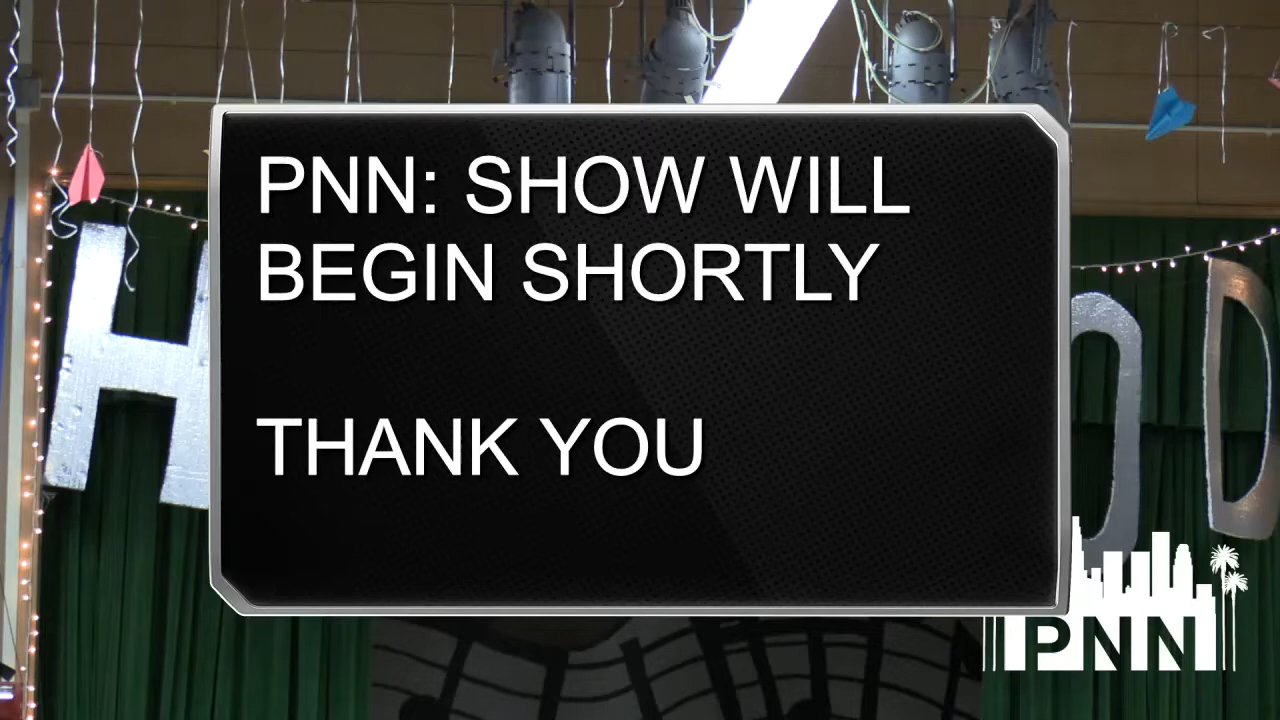 PNN: SHOW WILL
BEGIN SHORTLY
THANK YOU
H
O D
PNN